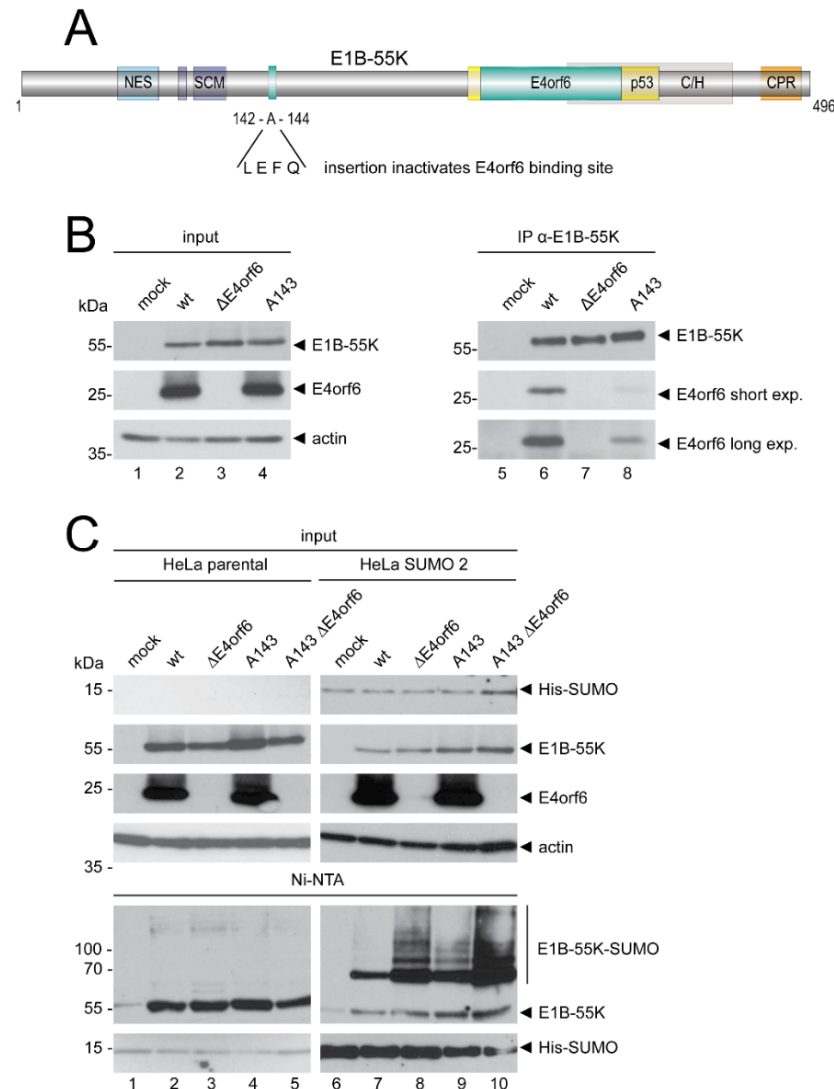 A
E1B-55K
NES SCM E4orf6 p53 C/H CPR
1 496
142 - A - 144
L E F Q insertion inactivates E4orf6 binding site
B
input
mock wt ΔE4orf6 A143
kDa
55- E1B-55K
25- E4orf6
35- actin
1 2 3 4
IP α-E1B-55K
mock wt ΔE4orf6 A143
55- E1B-55K
25- E4orf6 short exp.
25- E4orf6 long exp.
5 6 7 8
C
input
HeLa parental HeLa SUMO 2
mock wt ΔE4orf6 A143 A143 ΔE4orf6 mock wt ΔE4orf6 A143 A143 ΔE4orf6
kDa
15 - His-SUMO
55 - E1B-55K
25 - E4orf6
actin
35 -
Ni-NTA
E1B-55K-SUMO
100 -
70 -
55 - E1B-55K
15 - His-SUMO
1 2 3 4 5 6 7 8 9 10